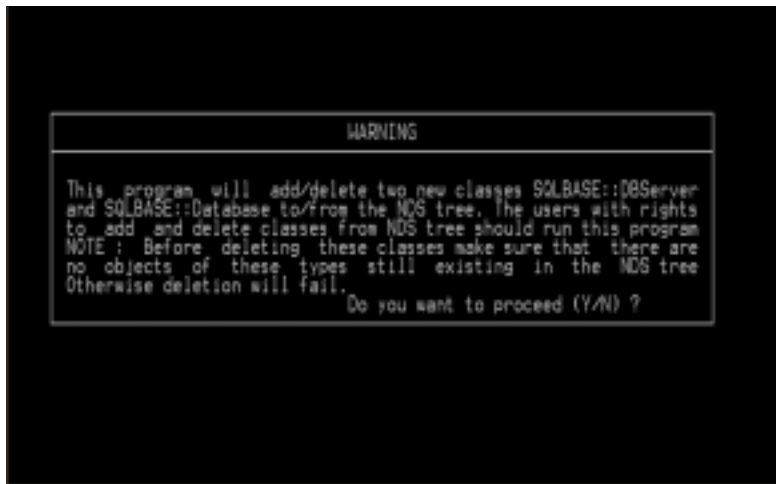 WARNING
This program will add/delete two new classes SQLBASE::DBServer
and SQLBASE::Database to/from the NDS tree. The users with rights
to add and delete classes from NDS tree should run this program
NOTE : Before deleting these classes make sure that there are
no objects of these types still existing in the NDS tree
Otherwise deletion will fail.
Do you want to proceed (Y/N) ?